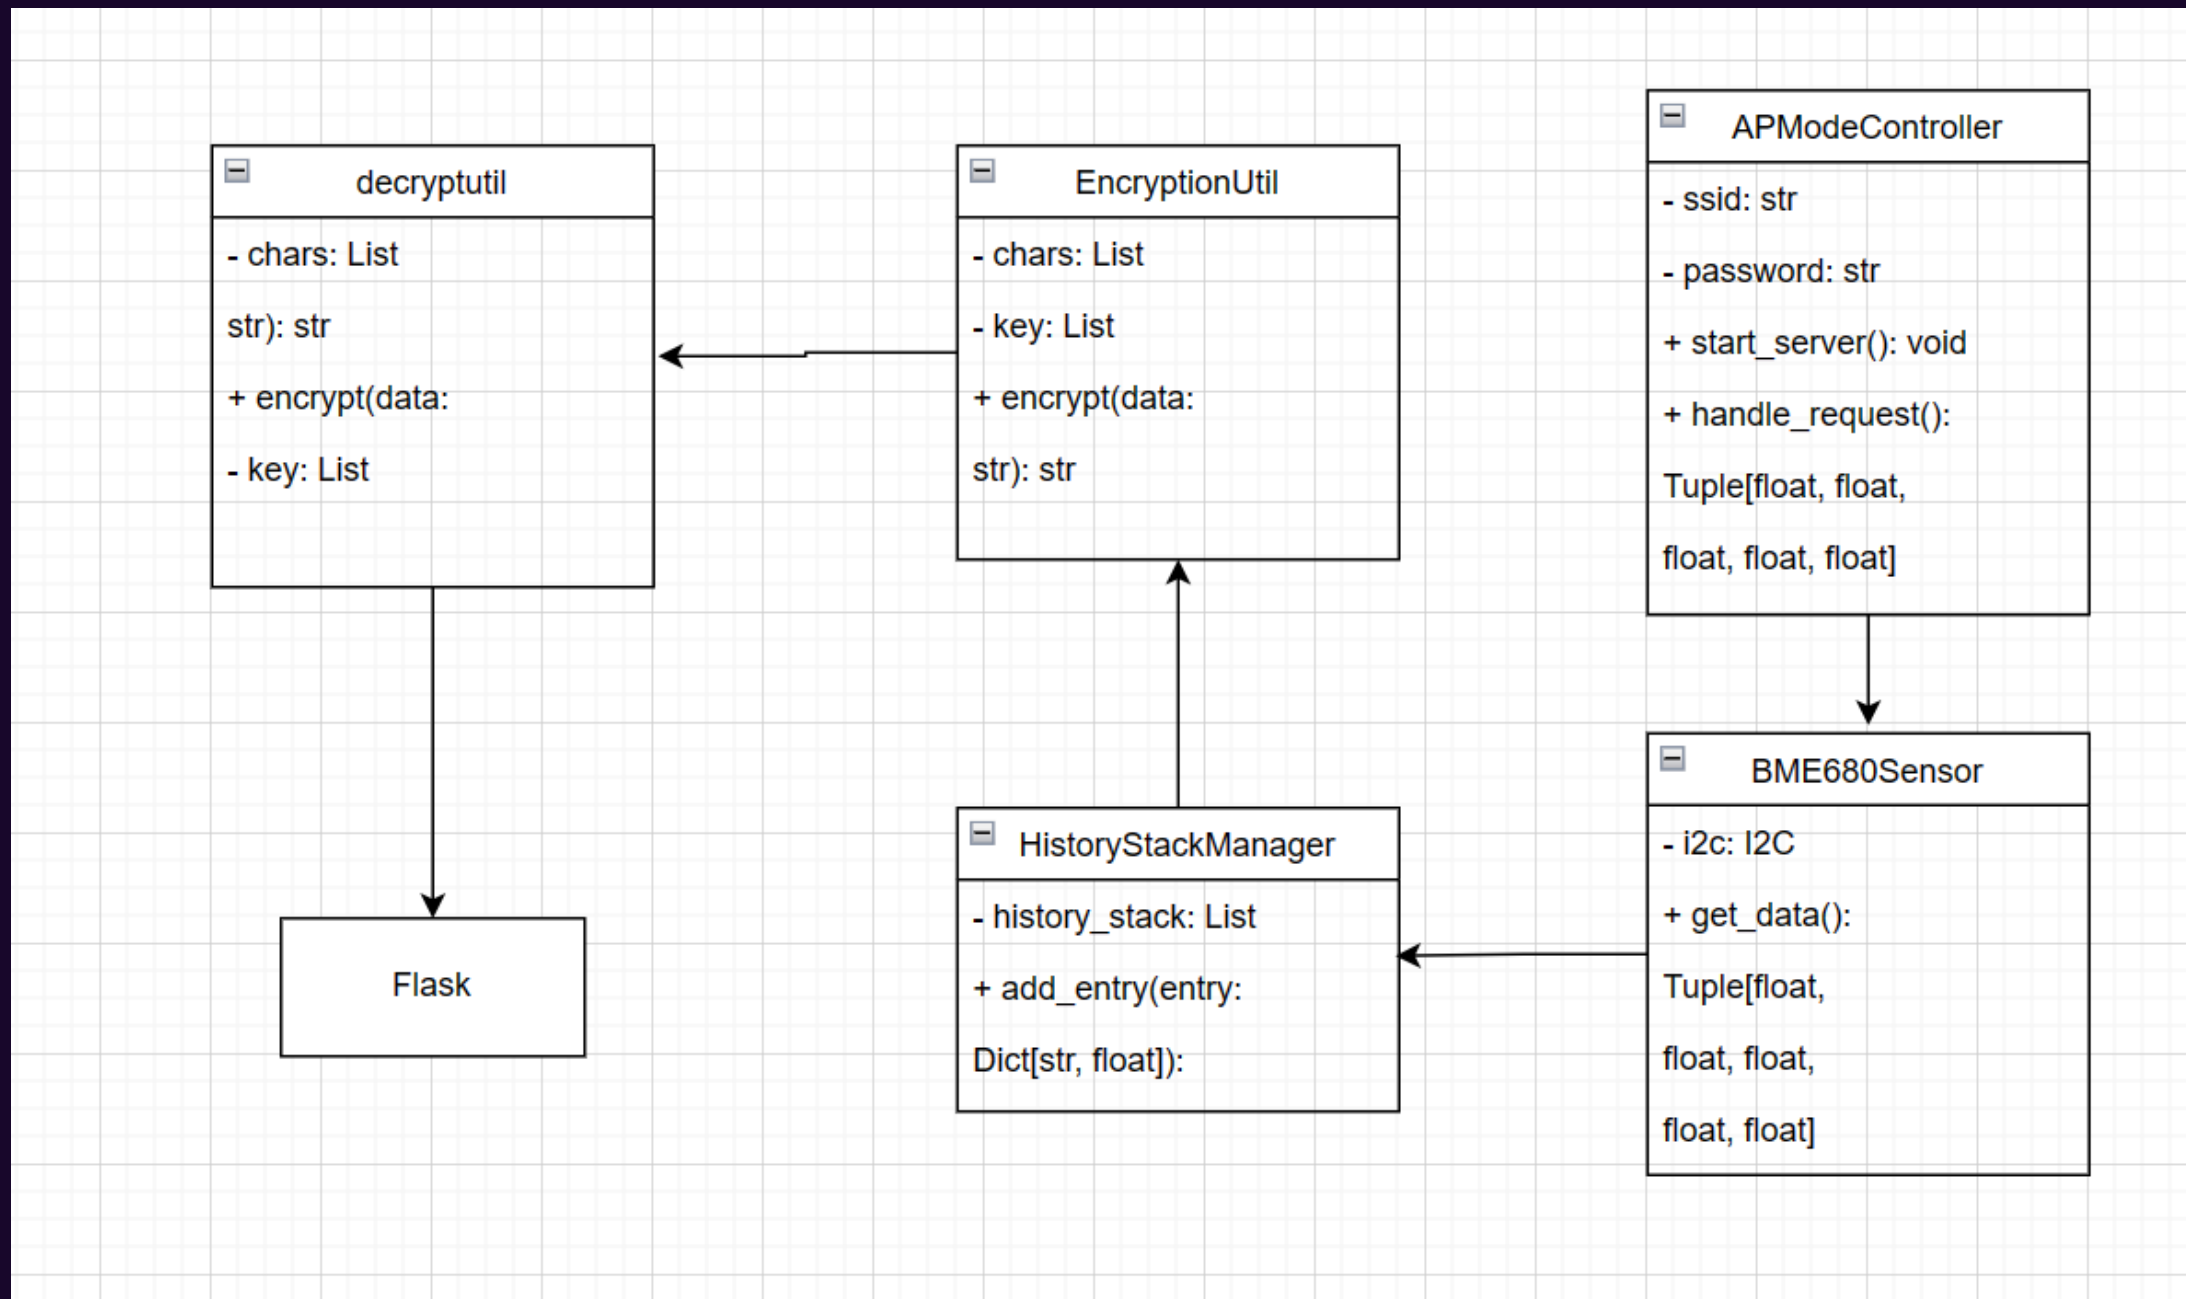 decryptutil
- chars: List
str): str
+ encrypt(data:
- key: List
EncryptionUtil
- chars: List
- key: List
+ encrypt(data:
str): str
APModeController
- ssid: str
- password: str
+ start_server(): void
+ handle_request():
Tuple[float, float,
float, float, float]
Flask
HistoryStackManager
- history_stack: List
+ add_entry(entry:
Dict[str, float]):
BME680Sensor
- i2c: I2C
+ get_data():
Tuple[float,
float, float,
float, float]